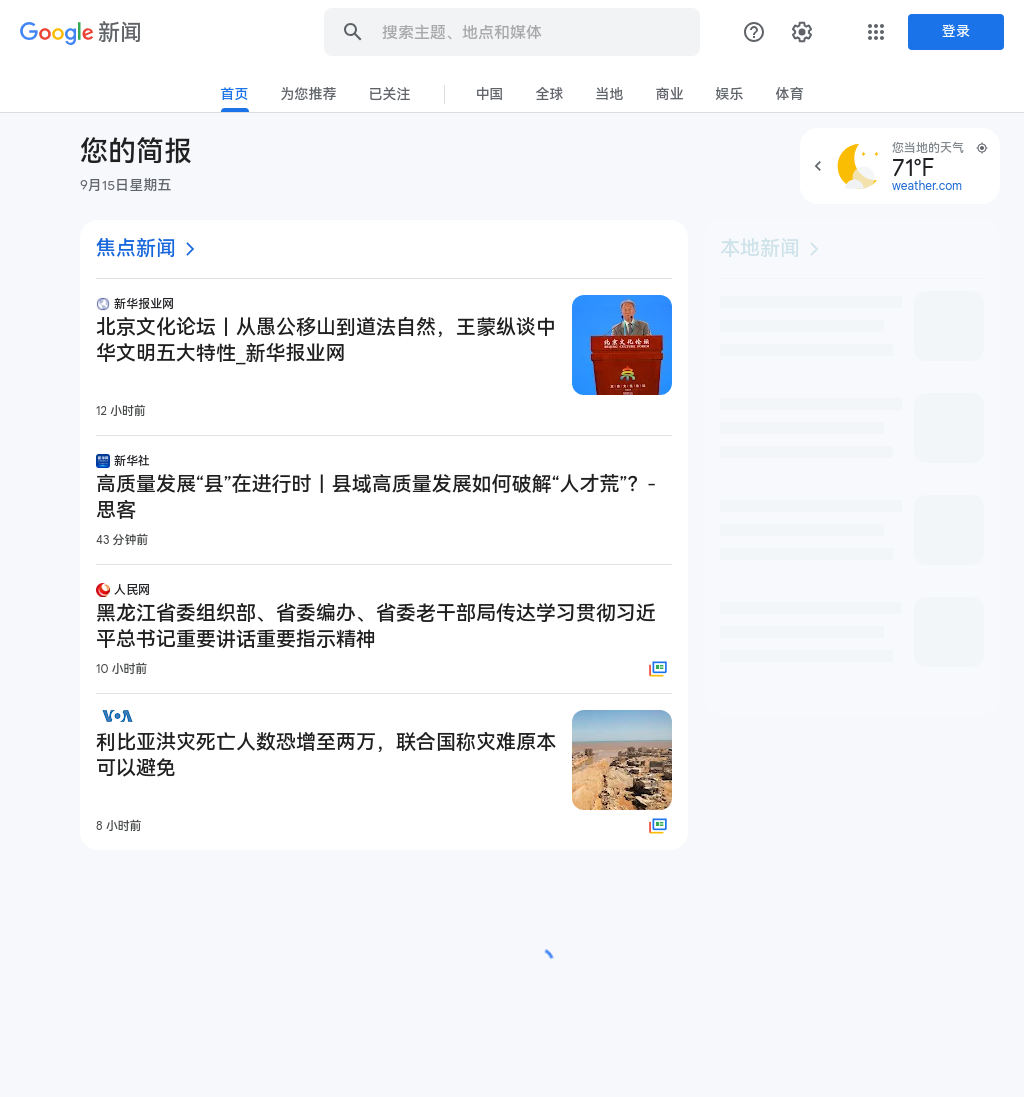 Google 新闻
搜索主题、地点和媒体
登录
首页 为您推荐 已关注 中国 全球 当地 商业 娱乐 体育
您的简报
9月15日星期五
您当地的天气
71°F
weather.com
焦点新闻
本地新闻
新华报业网
北京文化论坛丨从愚公移山到道法自然，王蒙纵谈中
华文明五大特性_新华报业网
北京文化论坛
BEIJING CULTURE FORUM
12 小时前
新华社
高质量发展“县”在进行时丨县域高质量发展如何破解“人才荒”？-
思客
43 分钟前
人民网
黑龙江省委组织部、省委编办、省委老干部局传达学习贯彻习近
平总书记重要讲话重要指示精神
10 小时前
VOA
利比亚洪灾死亡人数恐增至两万，联合国称灾难原本
可以避免
8 小时前